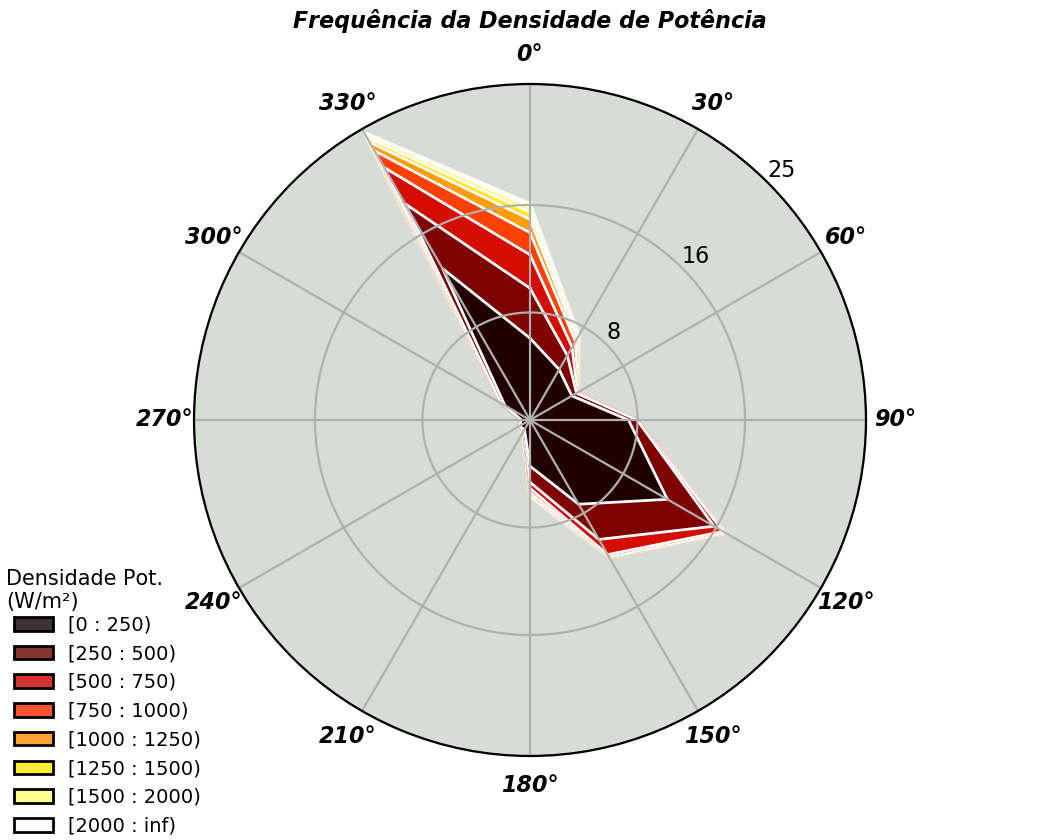 Frequência da Densidade de Potência
0°
330°
30°
25
300°
60°
16
8
270°
90°
240°
120°
210°
150°
180°
Densidade Pot.
(W/m²)
[0 : 250)
[250 : 500)
[500 : 750)
[750 : 1000)
[1000 : 1250)
[1250 : 1500)
[1500 : 2000)
[2000 : inf)